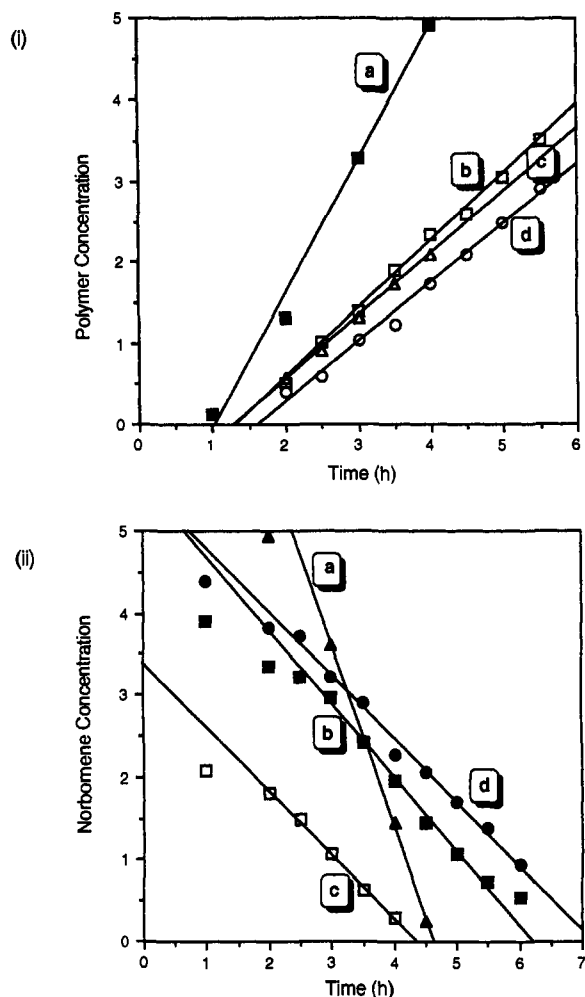 (i)
Polymer Concentration
5
4
3
2
1
0
a
b
c
d
0 1 2 3 4 5 6
Time (h)
(ii)
Norbornene Concentration
5
4
3
2
1
0
a
b
c
d
0 1 2 3 4 5 6 7
Time (h)